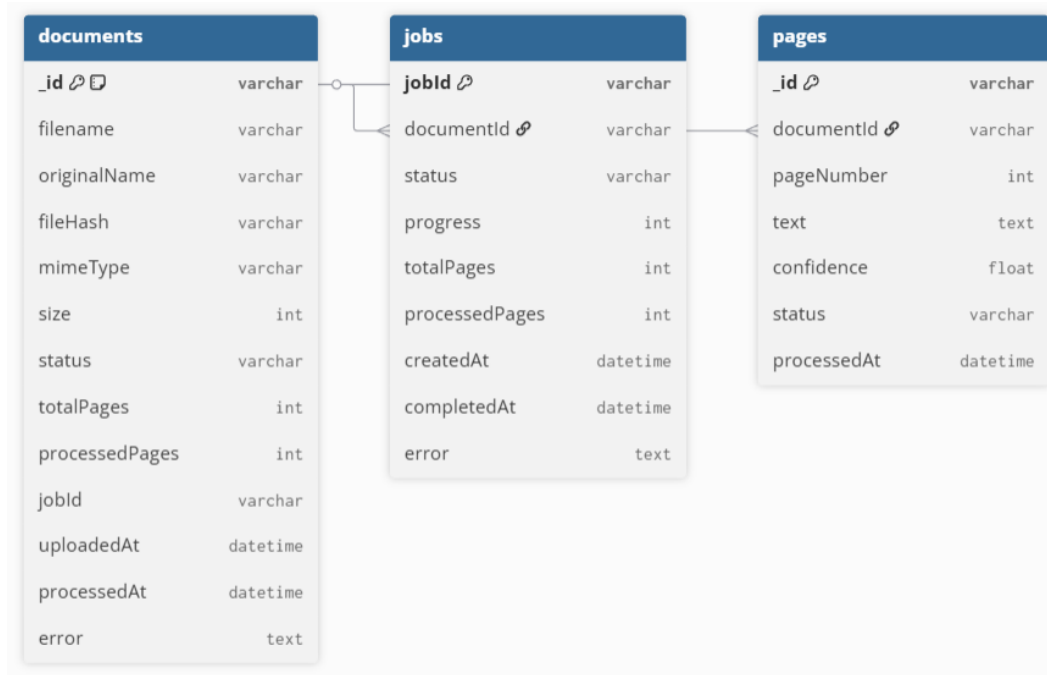 documents
_id varchar
filename varchar
originalName varchar
fileHash varchar
mimeType varchar
size int
status varchar
totalPages int
processedPages int
jobId varchar
uploadedAt datetime
processedAt datetime
error text
jobs
jobId varchar
documentId varchar
status varchar
progress int
totalPages int
processedPages int
createdAt datetime
completedAt datetime
error text
pages
_id varchar
documentId varchar
pageNumber int
text text
confidence float
status varchar
processedAt datetime